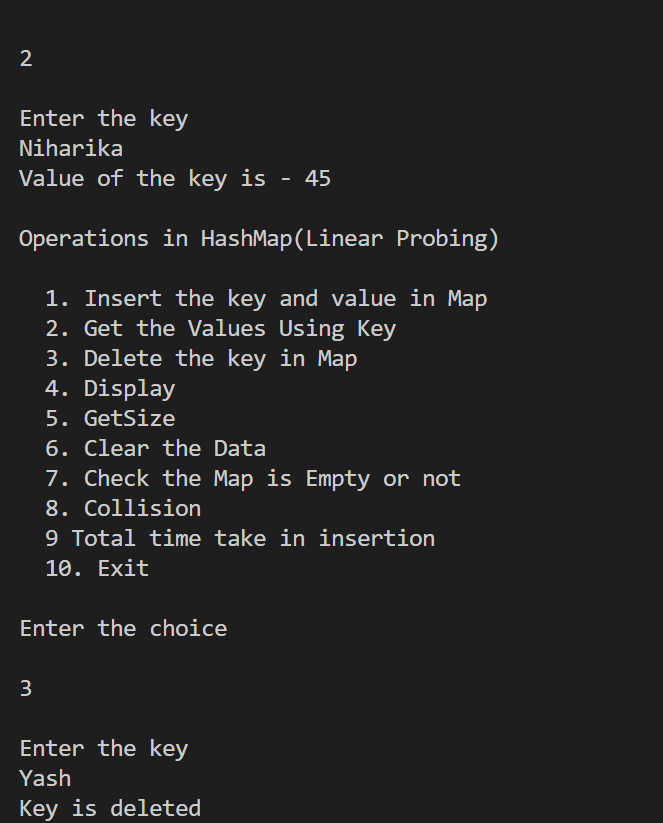 2
Enter the key
Niharika
Value of the key is - 45
Operations in HashMap(Linear Probing)
1. Insert the key and value in Map
2. Get the Values Using Key
3. Delete the key in Map
4. Display
5. GetSize
6. Clear the Data
7. Check the Map is Empty or not
8. Collision
9 Total time take in insertion
10. Exit
Enter the choice
3
Enter the key
Yash
Key is deleted